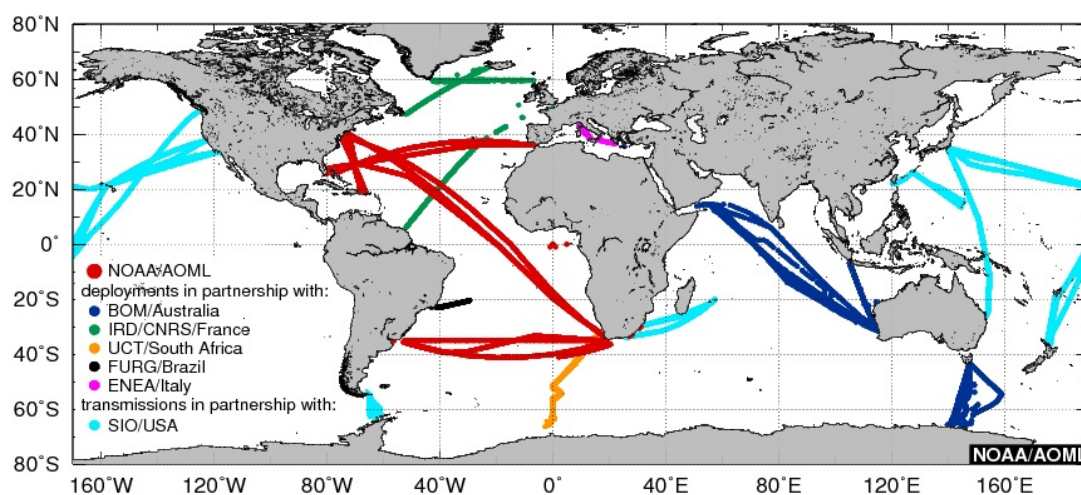 80°N
60°N
40°N
20°N
0°
20°S
40°S
60°S
80°S
NOAA/AOML
deployments in partnership with:
BOM/Australia
IRD/CNRS/France
UCT/South Africa
FURG/Brazil
ENEA/Italy
transmissions in partnership with:
SIO/USA
NOAA/AOML
160°W 120°W 80°W 40°W 0° 40°E 80°E 120°E 160°E